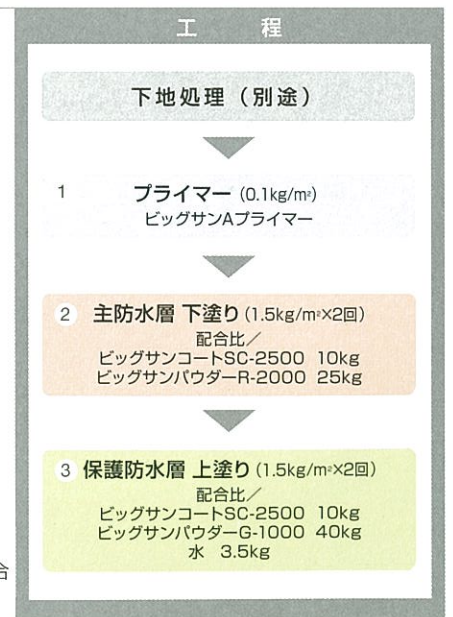 工 程
下地処理（別途）
1 プライマー (0.1kg/m²)
ビッグサンAプライマー
2 主防水層 下塗り (1.5kg/m²×2回)
配合比／
ビッグサンコートSC-2500 10kg
ビッグサンパウダーR-2000 25kg
3 保護防水層 上塗り (1.5kg/m²×2回)
配合比／
ビッグサンコートSC-2500 10kg
ビッグサンパウダーG-1000 40kg
水 3.5kg